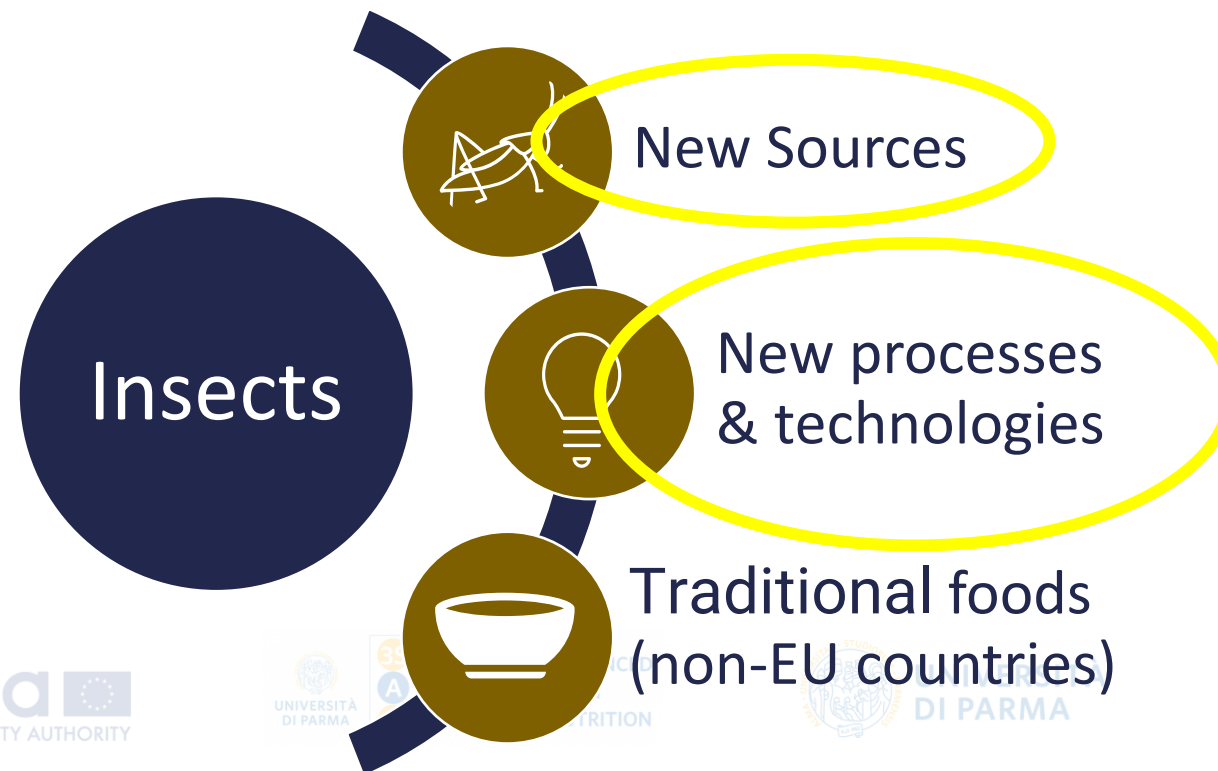 New Sources
Insects
New processes
& technologies
Traditional foods
(non-EU countries)
UNIVERSITÀ
DI PARMA
TRITION
UNIVERSITÀ
DI PARMA
TY AUTHORITY